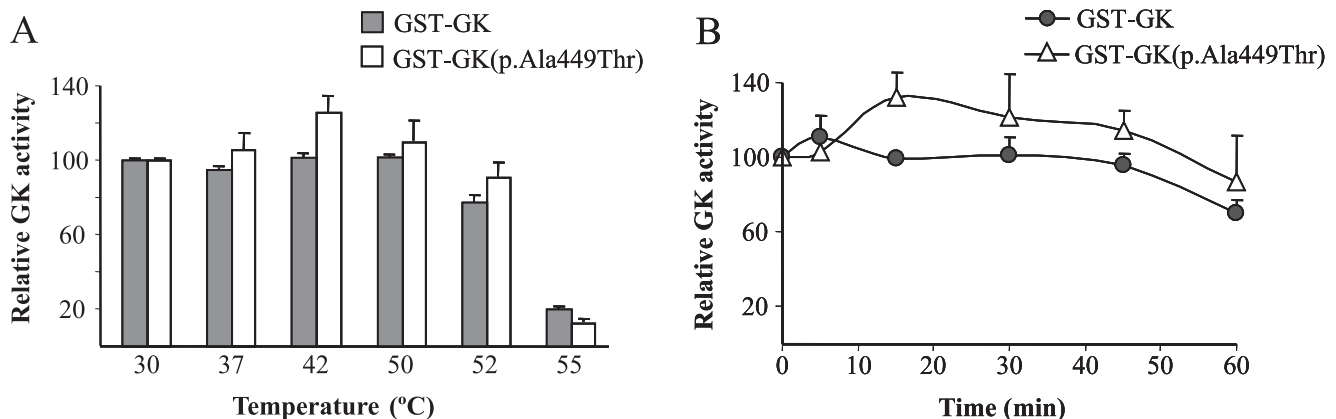 A
GST-GK
GST-GK(p.Ala449Thr)
Relative GK activity
140
100
60
20
30 37 42 50 52 55
Temperature (ºC)
B
GST-GK
GST-GK(p.Ala449Thr)
Relative GK activity
140
100
60
20
0 10 20 30 40 50 60
Time (min)